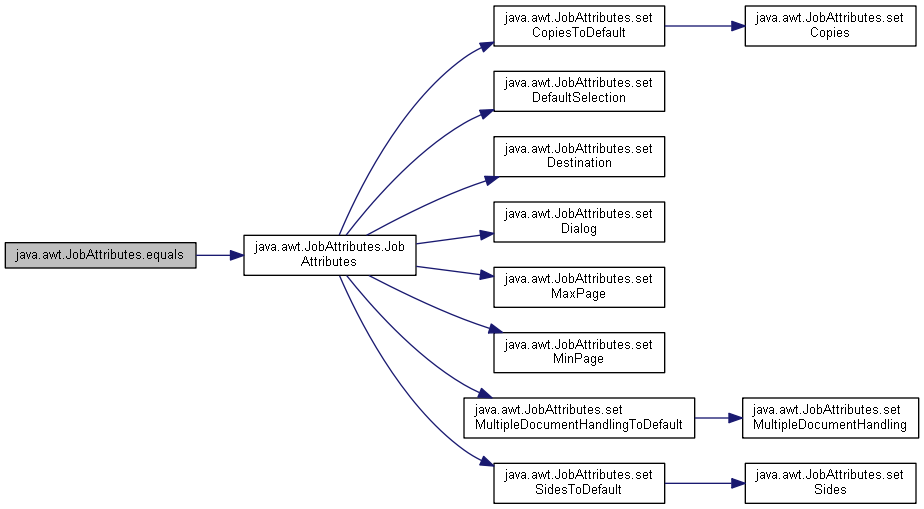 java.awt.JobAttributes.equals
java.awt.JobAttributes.Job
Attributes
java.awt.JobAttributes.set
CopiesToDefault
java.awt.JobAttributes.set
Copies
java.awt.JobAttributes.set
DefaultSelection
java.awt.JobAttributes.set
Destination
java.awt.JobAttributes.set
Dialog
java.awt.JobAttributes.set
MaxPage
java.awt.JobAttributes.set
MinPage
java.awt.JobAttributes.set
MultipleDocumentHandlingToDefault
java.awt.JobAttributes.set
MultipleDocumentHandling
java.awt.JobAttributes.set
SidesToDefault
java.awt.JobAttributes.set
Sides